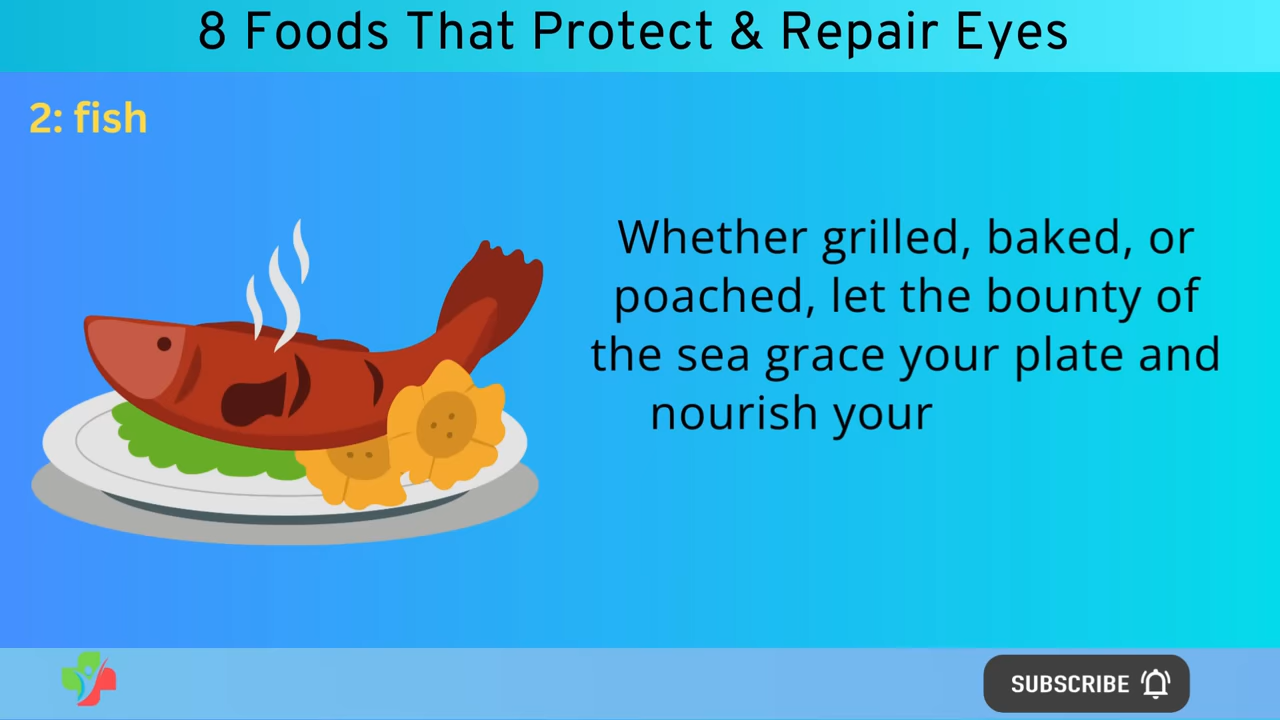 8 Foods That Protect & Repair Eyes
2: fish
Whether grilled, baked, or
poached, let the bounty of
the sea grace your plate and
nourish your
SUBSCRIBE